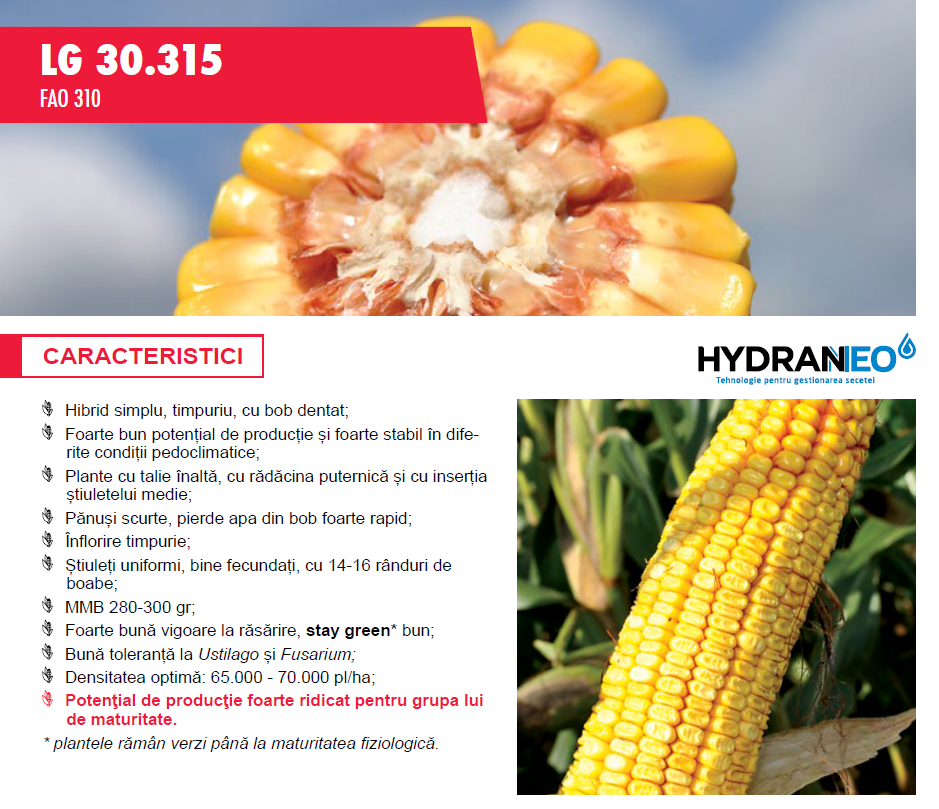 LG 30.315
FAO 310
CARACTERISTICI
HYDRANEO
Tehnologie pentru gestionarea secetei
Hibrid simplu, timpuriu, cu bob dentat;
Foarte bun potențial de producție și foarte stabil în dife-
rite condiții pedoclimatice;
Plante cu talie înaltă, cu rădăcina puternică și cu inserția
știuletelui medie;
Pănuși scurte, pierde apa din bob foarte rapid;
Înflorire timpurie;
Știuleți uniformi, bine fecundați, cu 14-16 rânduri de
boabe;
MMB 280-300 gr;
Foarte bună vigoare la răsărire, stay green* bun;
Bună toleranță la Ustilago și Fusarium;
Densitatea optimă: 65.000 - 70.000 pl/ha;
Potenţial de producţie foarte ridicat pentru grupa lui
de maturitate.
* plantele rămân verzi până la maturitatea fiziologică.